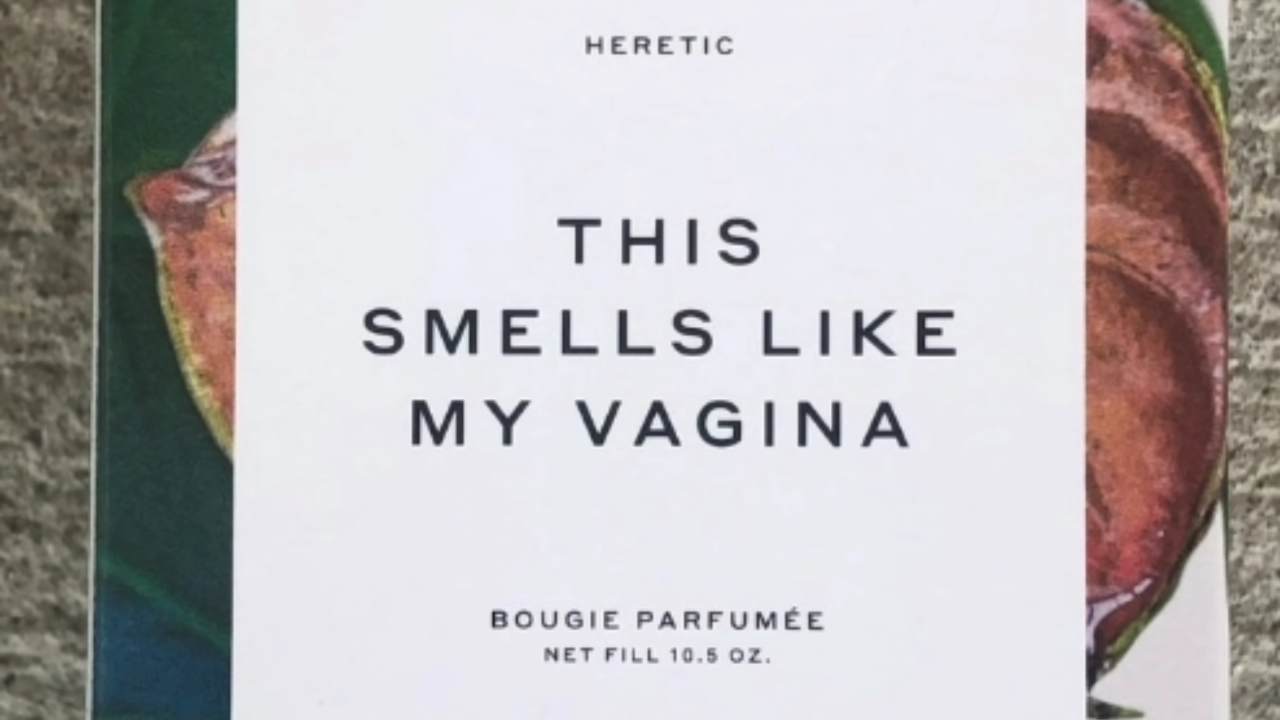 HERETIC
THIS
SMELLS LIKE
MY VAGINA
BOUGIE PARFUMÉE
NET FILL 10.5 OZ.